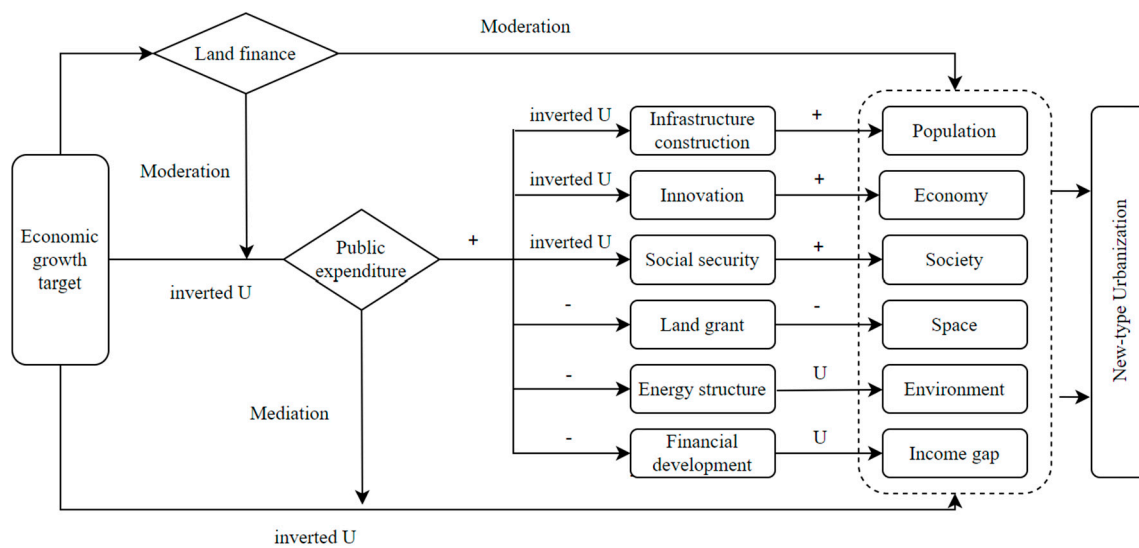 Moderation
Land finance
Moderation
Economic
growth
target
inverted U
Public
expenditure
+
Mediation
inverted U
inverted U
Infrastructure
construction
+
Population
inverted U
Innovation
+
Economy
inverted U
Social security
+
Society
-
Land grant
-
Space
-
Energy structure
U
Environment
-
Financial
development
U
Income gap
New-type Urbanization